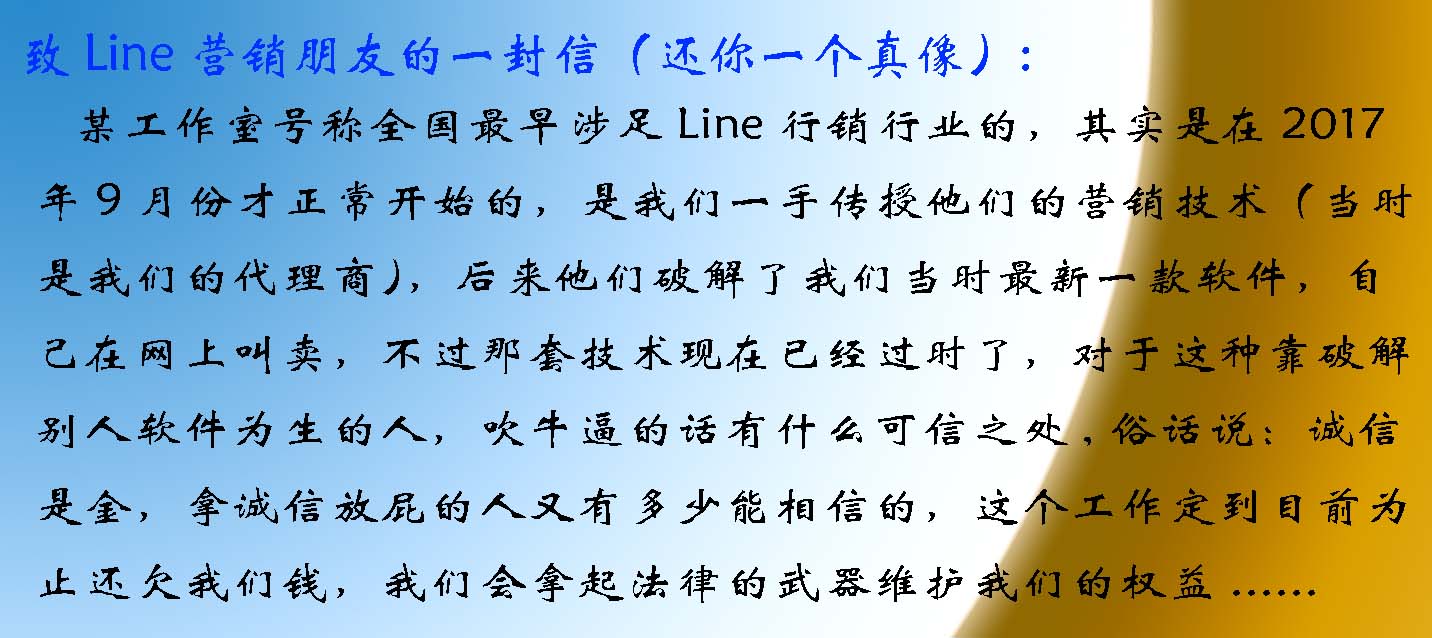 致 Line 营销朋友的一封信（还你一个真像）：
某工作室号称全国最早涉足 Line 行销行业的，其实是在 2017
年 9 月份才正常开始的，是我们一手传授他们的营销技术（当时
是我们的代理商），后来他们破解了我们当时最新一款软件，自
己在网上叫卖，不过那套技术现在已经过时了，对于这种靠破解
别人软件为生的人，吹牛逼的话有什么可信之处，俗话说：诚信
是金，拿诚信放屁的人又有多少能相信的，这个工作定到目前为
止还欠我们钱，我们会拿起法律的武器维护我们的权益......